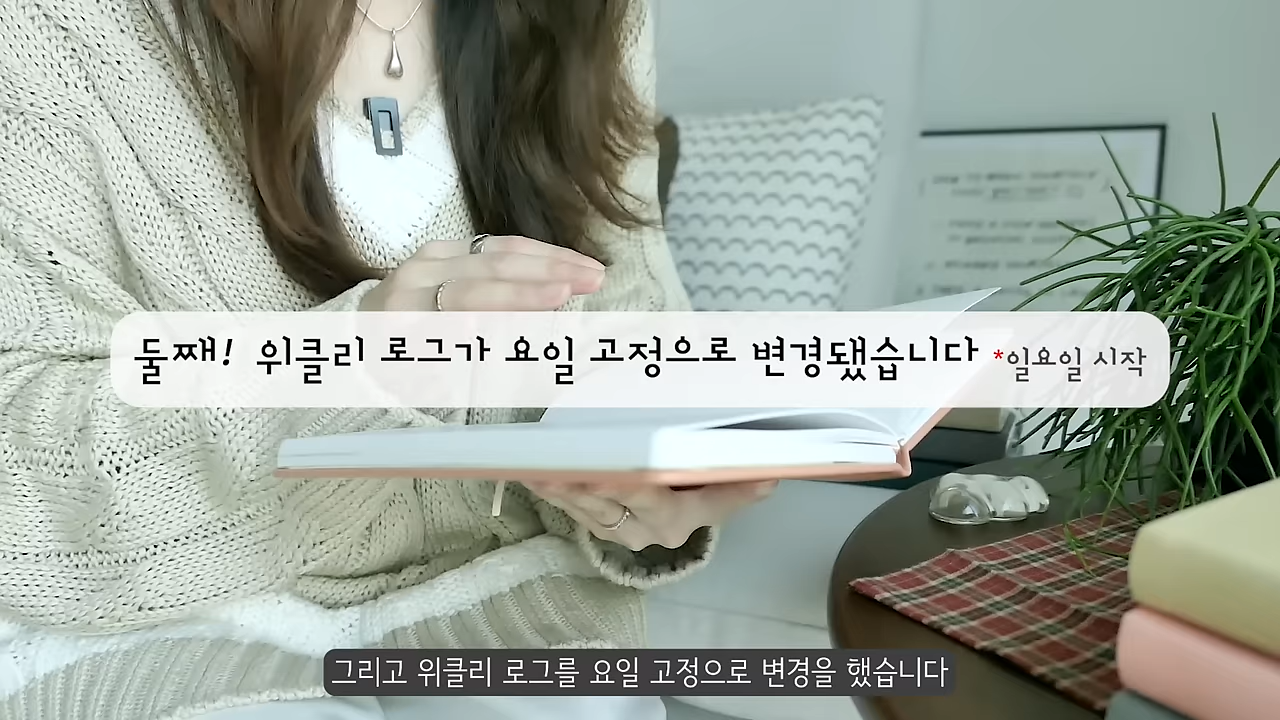 둘째! 위클리 로그가 요일 고정으로 변경됐습니다 *일요일 시작
그리고 위클리 로그를 요일 고정으로 변경을 했습니다